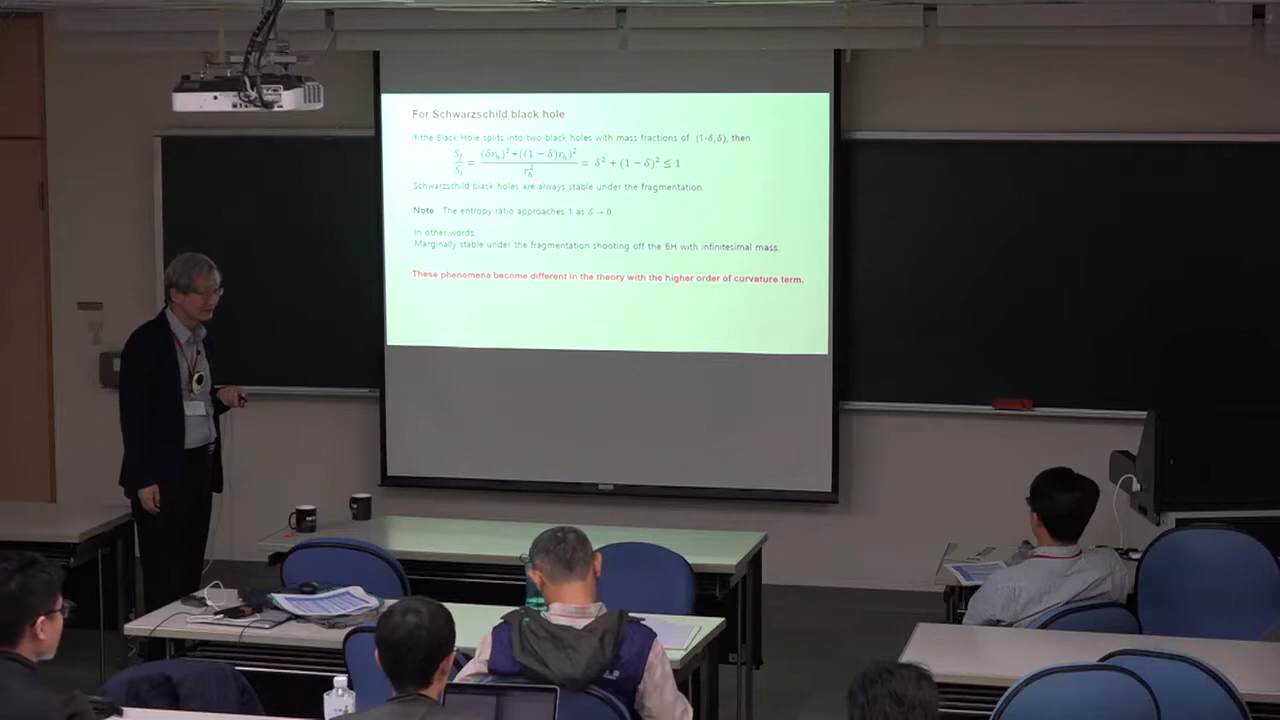 For Schwarzschild black hole
If the Black Hole splits into two black holes with mass fractions of (1-δ, δ), then
S_f/S_i = ((δr_h)² + ((1 − δ)r_h)²)/r_h² = δ² + (1 − δ)² ≤ 1
Schwarzschild black holes are always stable under the fragmentation.
Note The entropy ratio approaches 1 as δ → 0.
In other words,
Marginally stable under the fragmentation shooting off the BH with infinitesimal mass.
These phenomena become different in the theory with the higher order of curvature term.